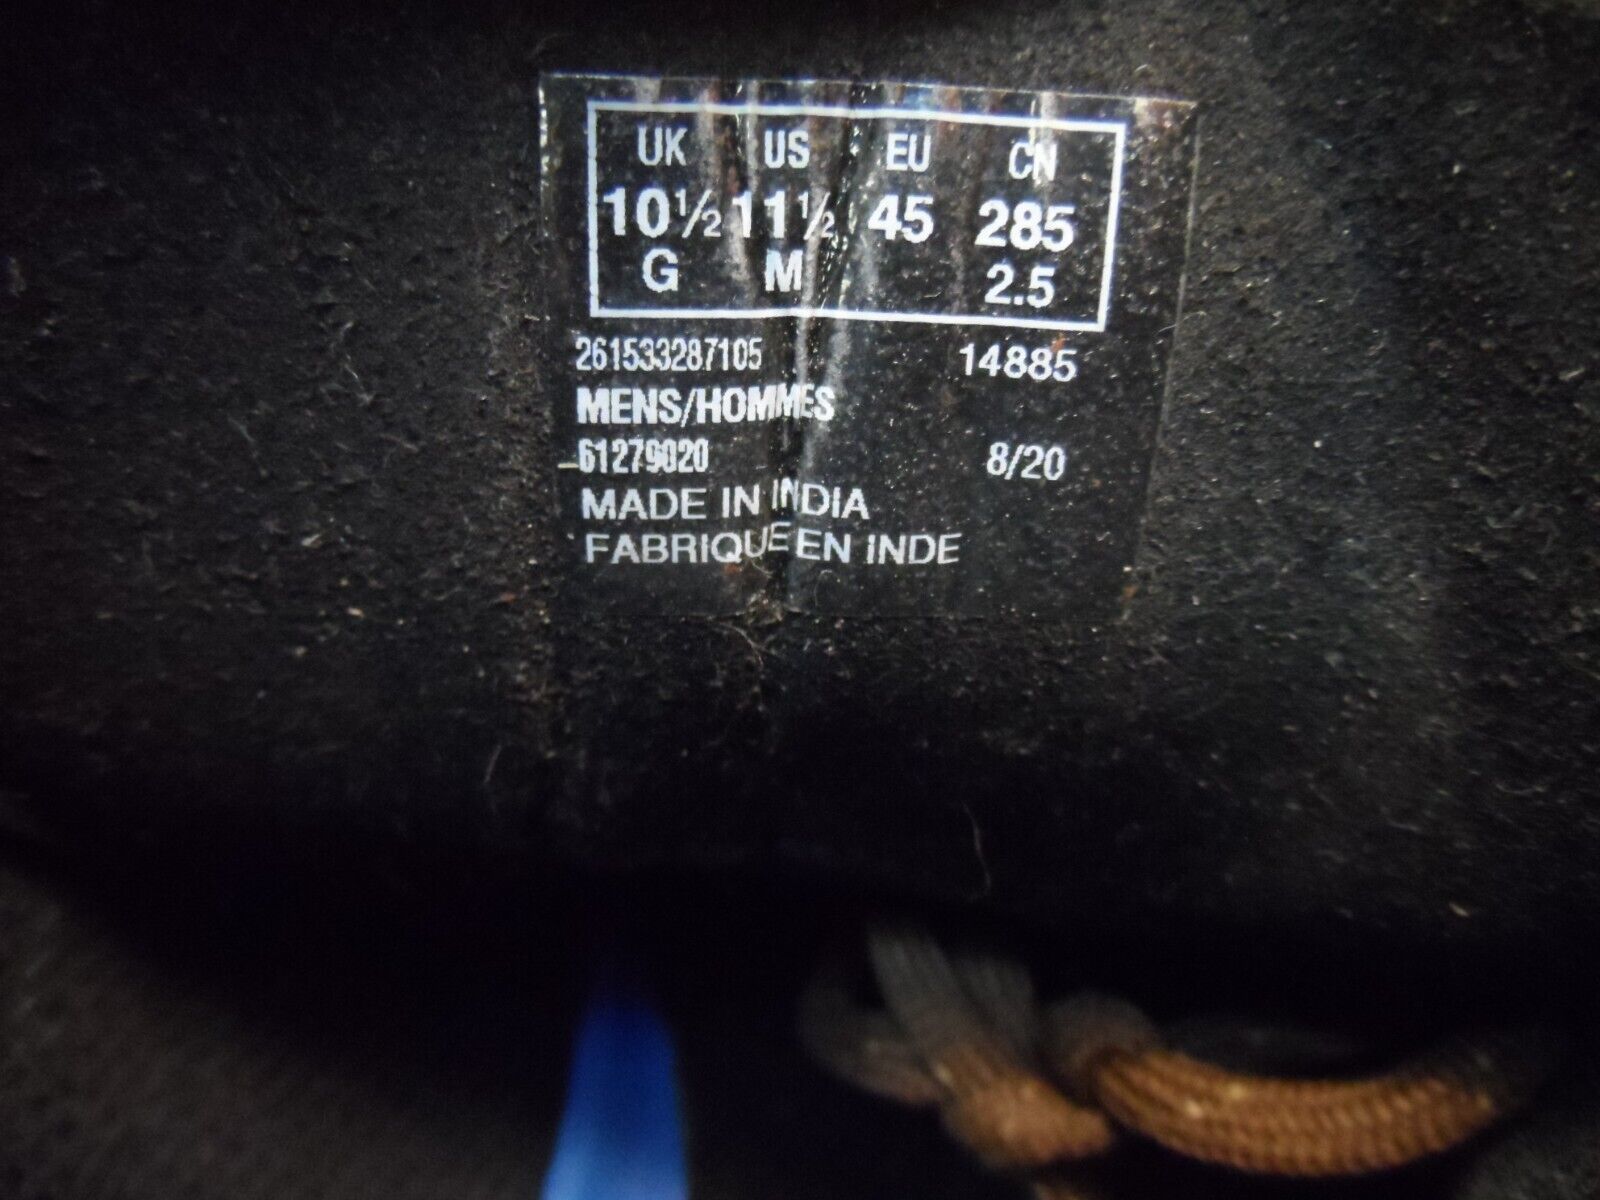 UK US EU CN
10½ 11½ 45 285
G M 2.5
261533287105 14885
MENS/HOMMES
61279020 8/20
MADE IN INDIA
FABRIQUE EN INDE